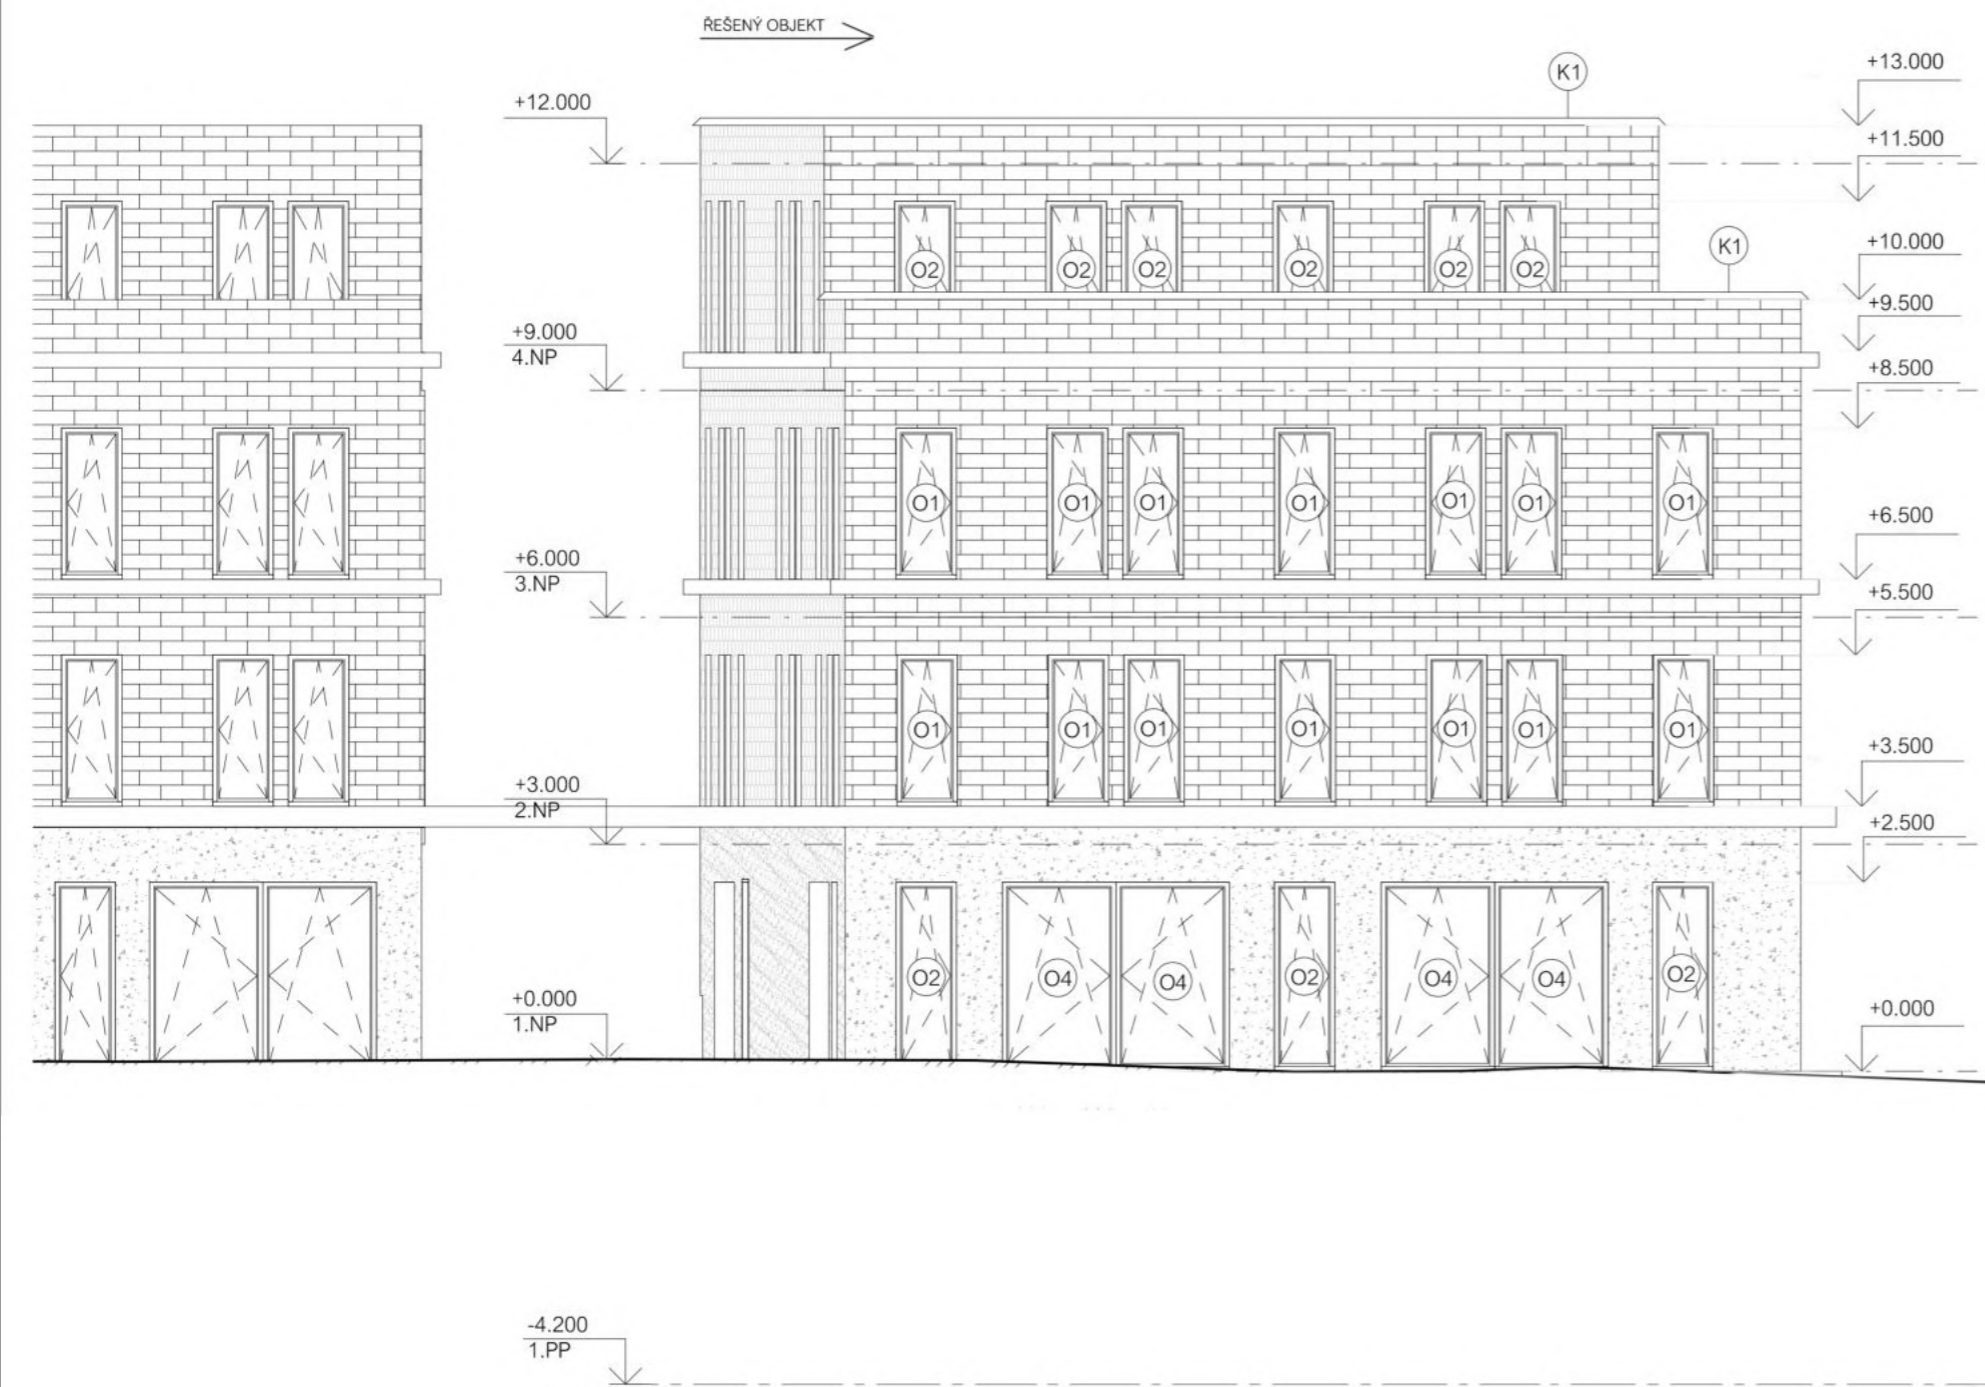 ŘEŠENÝ OBJEKT
K1
+13.000
+12.000
+11.500
K1
+10.000
O2
O2
O2
O2
O2
O2
+9.500
+9.000
4.NP
+8.500
O1
O1
O1
O1
O1
O1
O1
+6.500
+6.000
3.NP
+5.500
O1
O1
O1
O1
O1
O1
O1
+3.500
+3.000
2.NP
+2.500
O2
O4
O4
O2
O4
O4
O2
+0.000
1.NP
+0.000
-4.200
1.PP